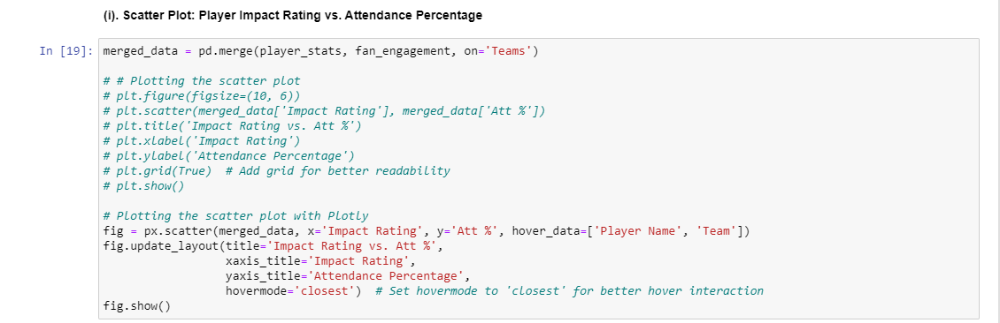 (i). Scatter Plot: Player Impact Rating vs. Attendance Percentage
In [19]: merged_data = pd.merge(player_stats, fan_engagement, on='Teams')
# # Plotting the scatter plot
# plt.figure(figsize=(10, 6))
# plt.scatter(merged_data['Impact Rating'], merged_data['Att %'])
# plt.title('Impact Rating vs. Att %')
# plt.xlabel('Impact Rating')
# plt.ylabel('Attendance Percentage')
# plt.grid(True)  # Add grid for better readability
# plt.show()
# Plotting the scatter plot with Plotly
fig = px.scatter(merged_data, x='Impact Rating', y='Att %', hover_data=['Player Name', 'Team'])
fig.update_layout(title='Impact Rating vs. Att %',
                  xaxis_title='Impact Rating',
                  yaxis_title='Attendance Percentage',
                  hovermode='closest')  # Set hovermode to 'closest' for better hover interaction
fig.show()